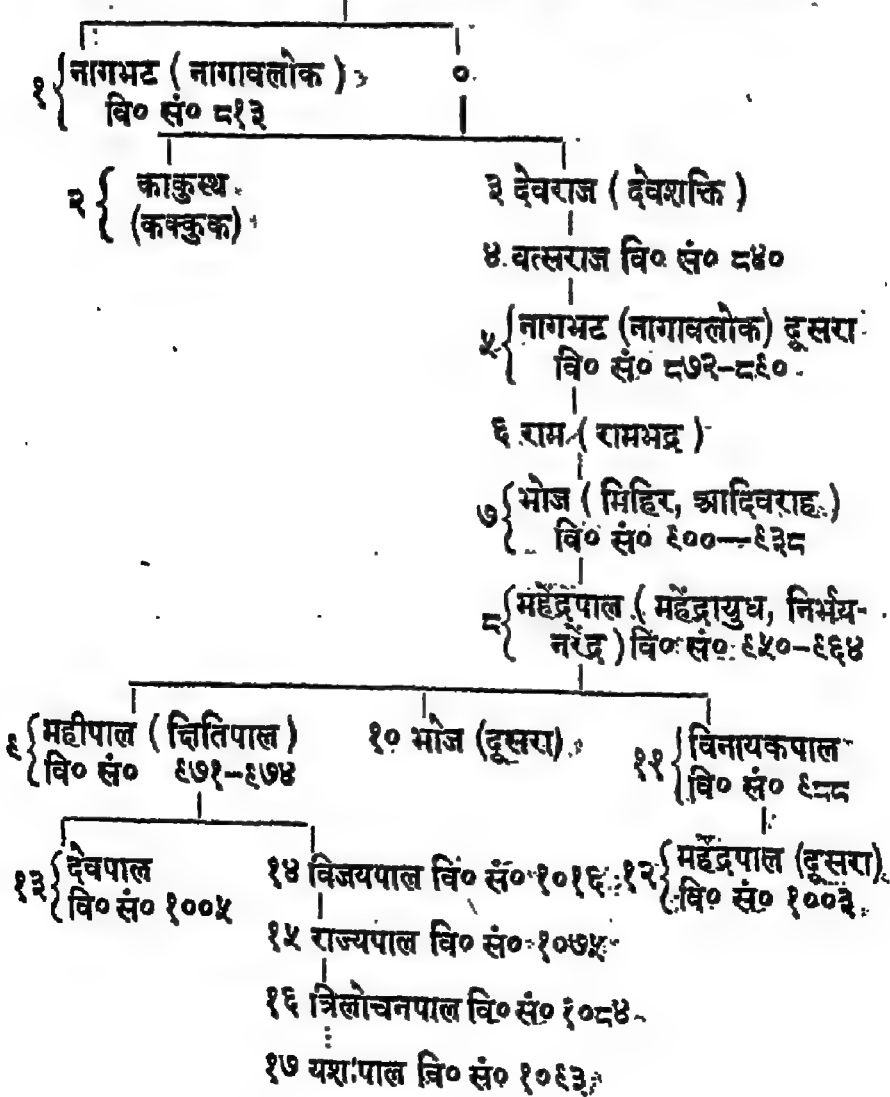 १ { नागभट ( नागावलोक ) ०
वि० सं० ८१३
२ { काकुस्थ
(कक्कुक)
३ देवराज ( देवशक्ति )
४ वत्सराज वि० सं० ८४०
५ { नागभट (नागावलोक) दूसरा
वि० सं० ८७२-८९०
६ राम ( रामभद्र )
७ { भोज ( मिहिर, आदिवराह )
वि० सं० ९००—९३८
८ { महेंद्रपाल ( महेंद्रायुध, निर्भय-
नरेंद्र ) वि० सं० ९५०-९६४
९ { महीपाल ( क्षितिपाल )
वि० सं० ९७१-९७४
१० भोज (दूसरा)
११ { विनायकपाल
वि० सं० ९८८
१२ { महेंद्रपाल (दूसरा)
वि० सं० १००३
१३ { देवपाल
वि० सं० १००५
१४ विजयपाल वि० सं० १०१६
१५ राज्यपाल वि० सं० १०७५
१६ त्रिलोचनपाल वि० सं० १०८४
१७ यशःपाल वि० सं० १०९३